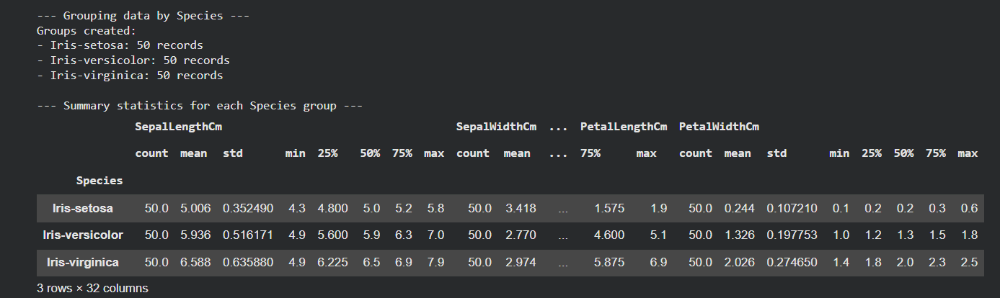 --- Grouping data by Species ---
Groups created:
- Iris-setosa: 50 records
- Iris-versicolor: 50 records
- Iris-virginica: 50 records
--- Summary statistics for each Species group ---
SepalLengthCm SepalWidthCm ... PetalLengthCm PetalWidthCm
count mean std min 25% 50% 75% max count mean ... 75% max count mean std min 25% 50% 75% max
Species
Iris-setosa 50.0 5.006 0.352490 4.3 4.800 5.0 5.2 5.8 50.0 3.418 ... 1.575 1.9 50.0 0.244 0.107210 0.1 0.2 0.2 0.3 0.6
Iris-versicolor 50.0 5.936 0.516171 4.9 5.600 5.9 6.3 7.0 50.0 2.770 ... 4.600 5.1 50.0 1.326 0.197753 1.0 1.2 1.3 1.5 1.8
Iris-virginica 50.0 6.588 0.635880 4.9 6.225 6.5 6.9 7.9 50.0 2.974 ... 5.875 6.9 50.0 2.026 0.274650 1.4 1.8 2.0 2.3 2.5
3 rows × 32 columns